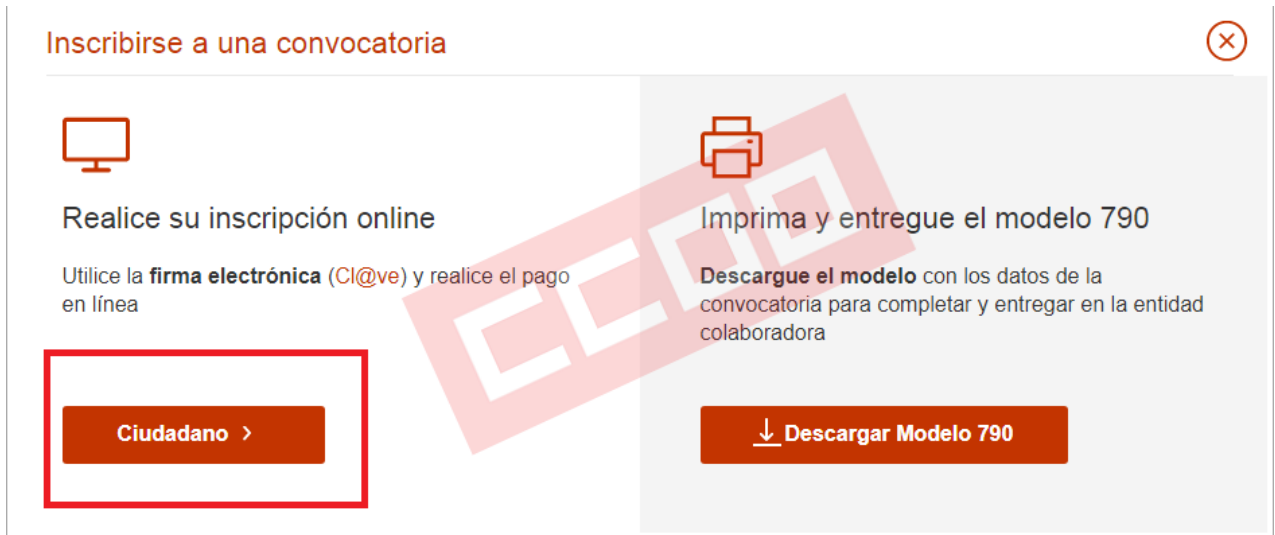 Inscribirse a una convocatoria
Realice su inscripción online
Utilice la firma electrónica (Cl@ve) y realice el pago
en línea
Ciudadano >
Imprima y entregue el modelo 790
Descargue el modelo con los datos de la
convocatoria para completar y entregar en la entidad
colaboradora
Descargar Modelo 790
CCOO